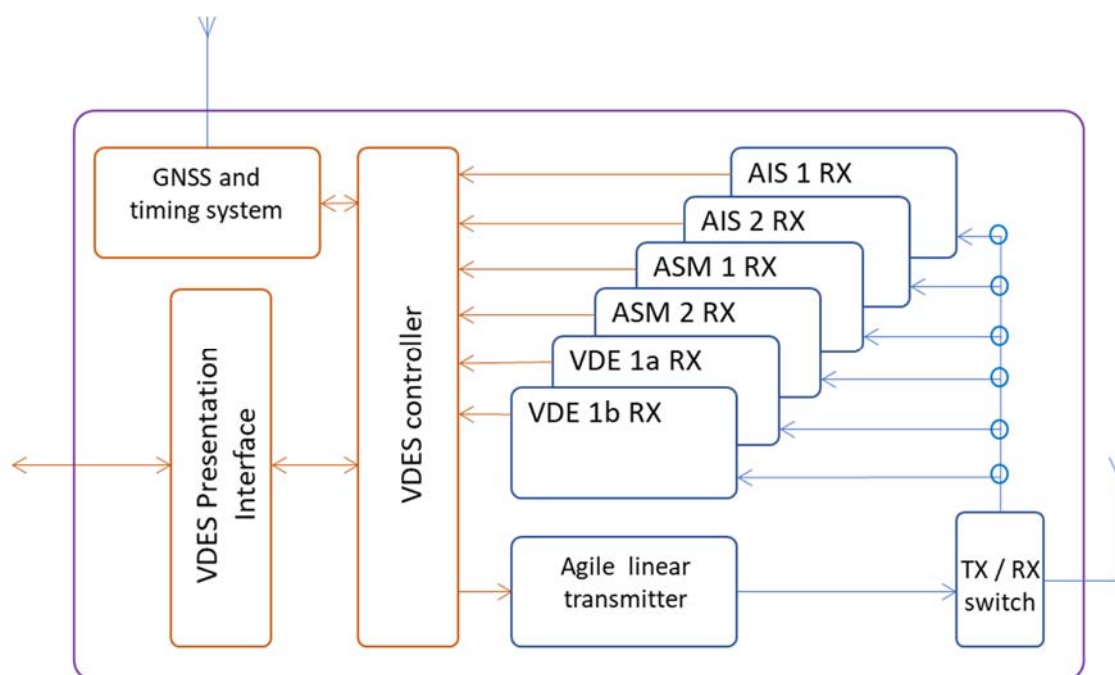 GNSS and
timing system
VDES Presentation
Interface
VDES controller
AIS 1 RX
AIS 2 RX
ASM 1 RX
ASM 2 RX
VDE 1a RX
VDE 1b RX
Agile linear
transmitter
TX / RX
switch